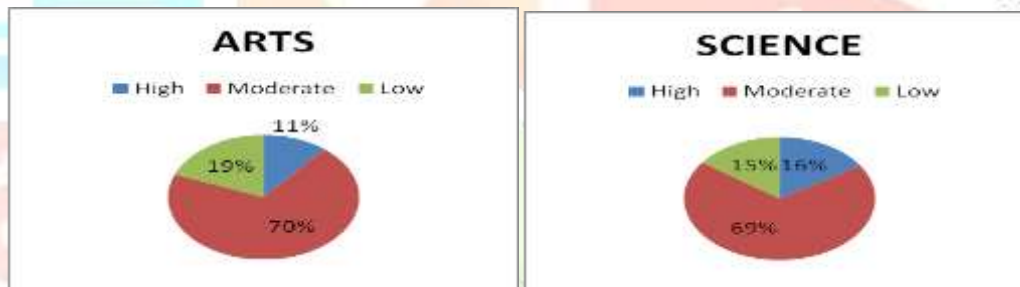 ARTS
High Moderate Low
11%
19%
70%
SCIENCE
High Moderate Low
15% 16%
69%